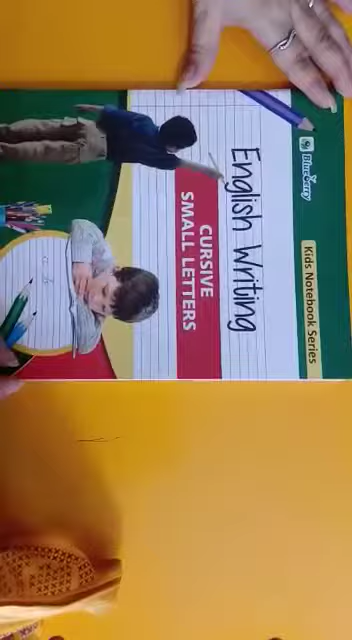 Blueberry
Kids Notebook Series
English Writing
CURSIVE
SMALL LETTERS